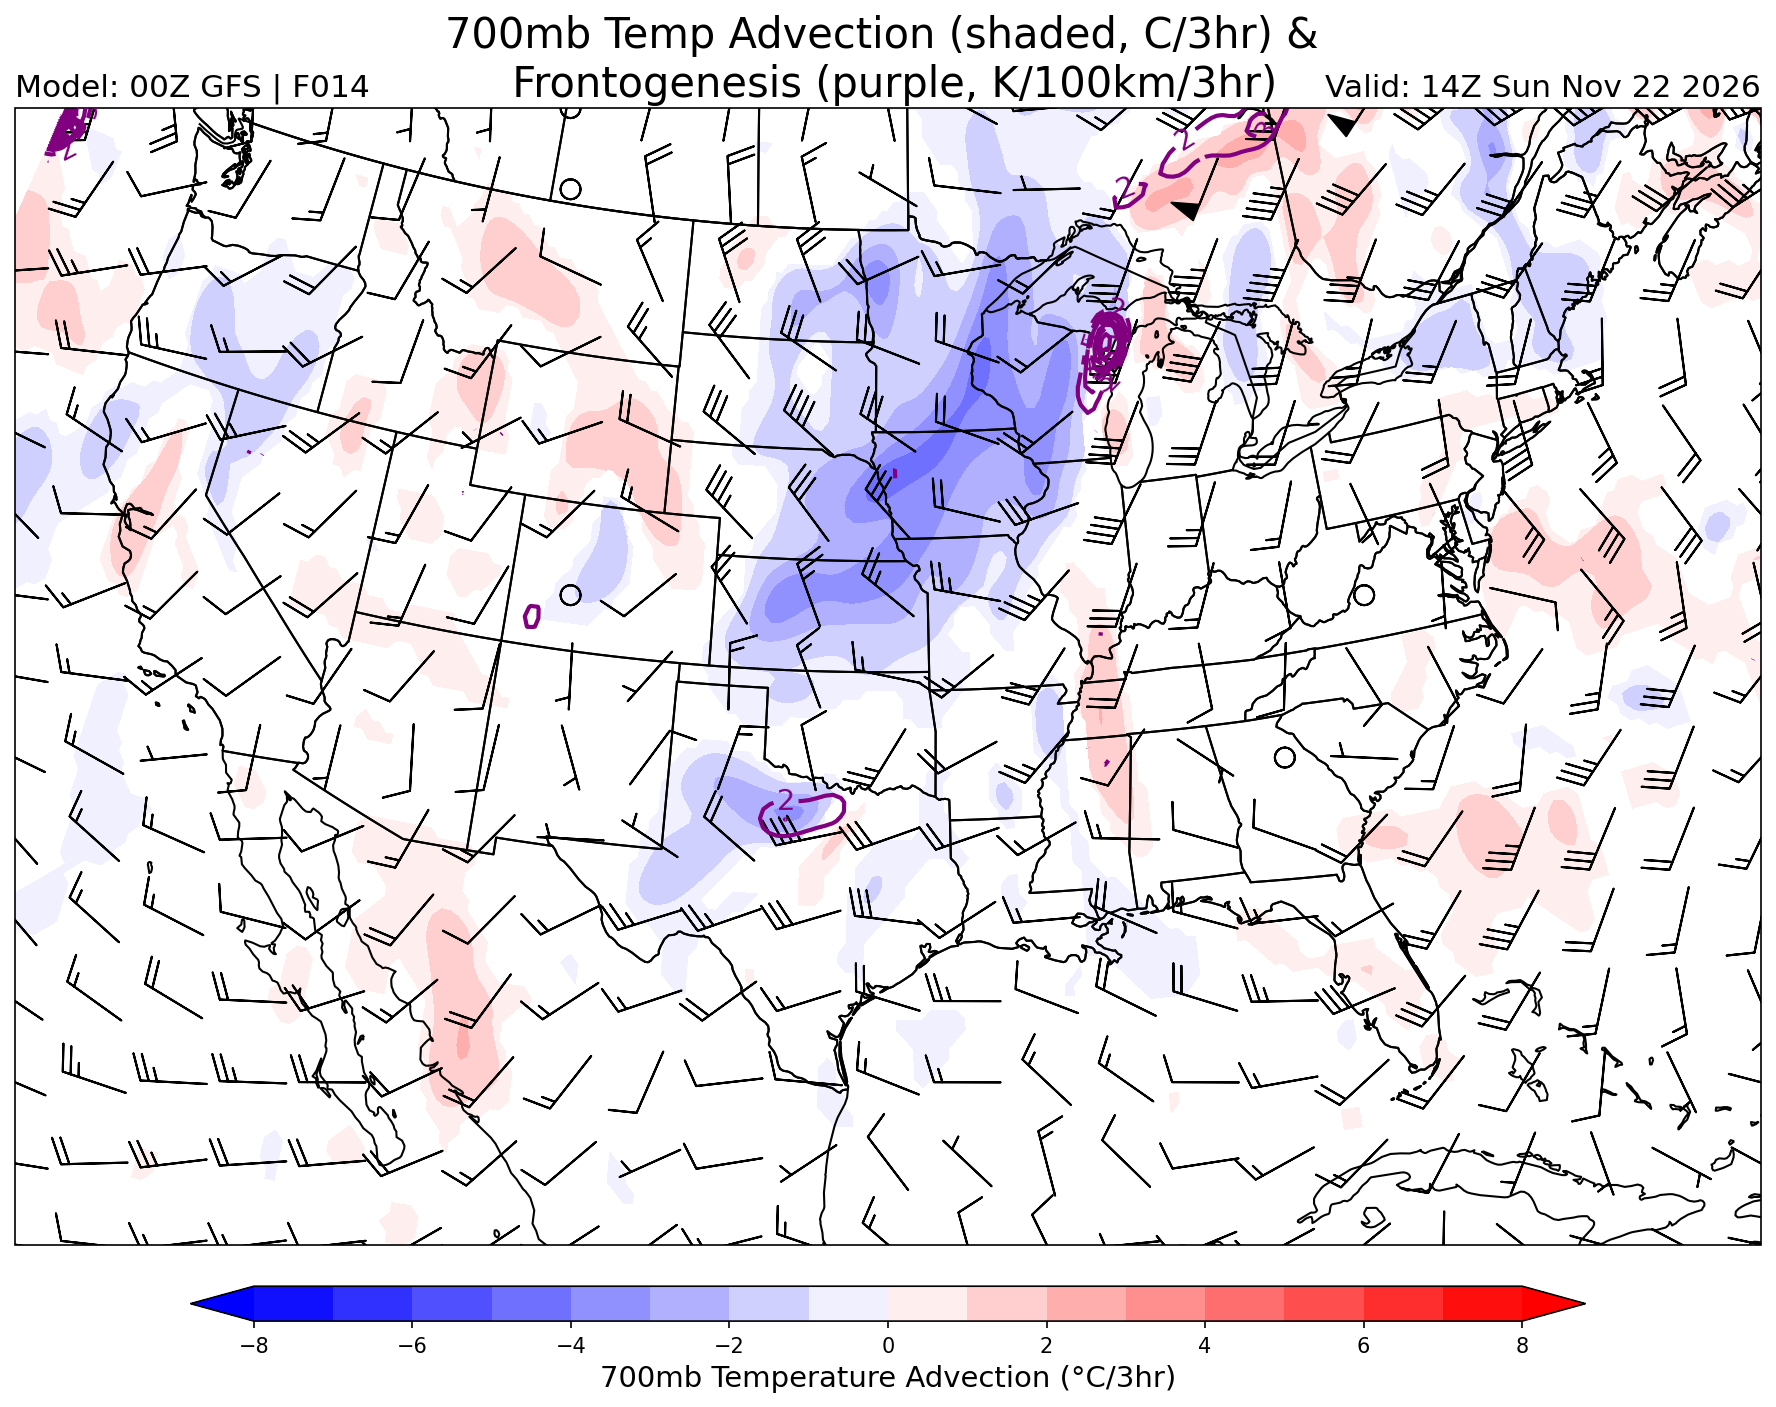 700mb Temp Advection (shaded, C/3hr) &
Frontogenesis (purple, K/100km/3hr)
Model: 00Z GFS | F014
Valid: 14Z Sun Nov 22 2026
2
2
2
2
−8 −6 −4 −2 0 2 4 6 8
700mb Temperature Advection (°C/3hr)